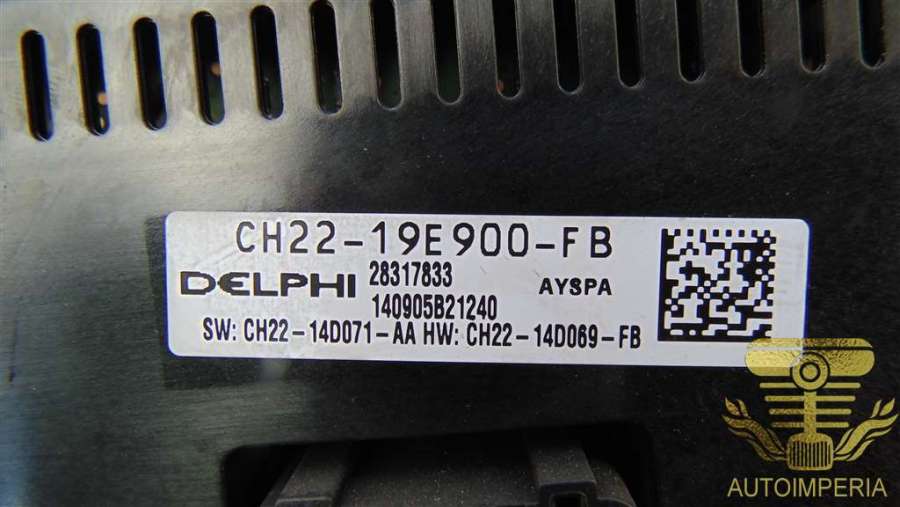 CH22-19E900-FB
DELPHI 28317833 AYSPA
140905B21240
SW: CH22-14D071-AA HW: CH22-14D069-FB
AUTOIMPERIA